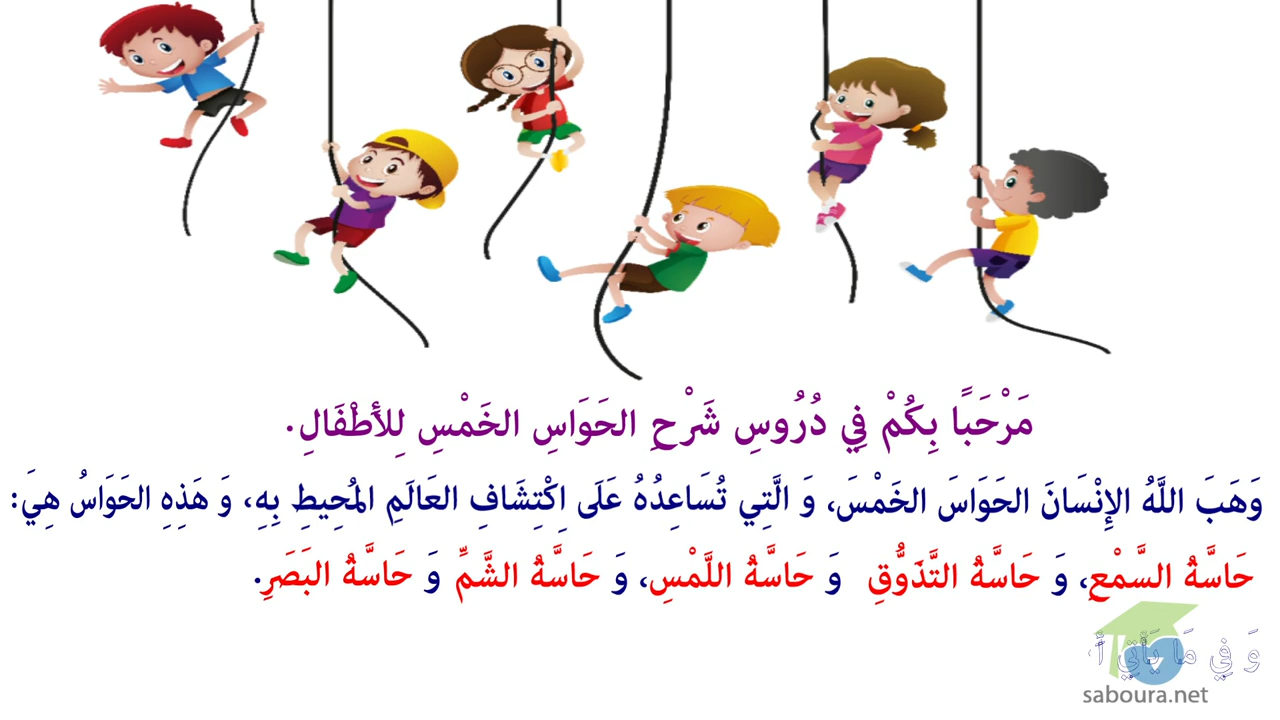 مَرْحَبًا بِكُمْ فِي دُرُوسِ شَرْحِ الحَوَاسِ الخَمْسِ لِلأَطْفَالِ.
وَهَبَ اللَّهُ الإِنْسَانَ الحَوَاسَ الخَمْسَ، وَ الَّتِي تُسَاعِدُهُ عَلَى اِكْتِشَافِ العَالَمِ المُحِيطِ بِهِ، وَ هَذِهِ الحَوَاسُ هِيَ:
حَاسَّةُ السَّمْعِ، وَ حَاسَّةُ التَّذَوُّقِ وَ حَاسَّةُ اللَّمْسِ، وَ حَاسَّةُ الشَّمِّ وَ حَاسَّةُ البَصَرِ.
وَ فِي مَا يَأْتِي
saboura.net